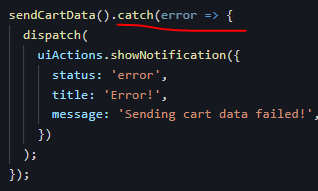 sendCartData().catch(error => {
dispatch(
uiActions.showNotification({
status: 'error',
title: 'Error!',
message: 'Sending cart data failed!',
})
);
});